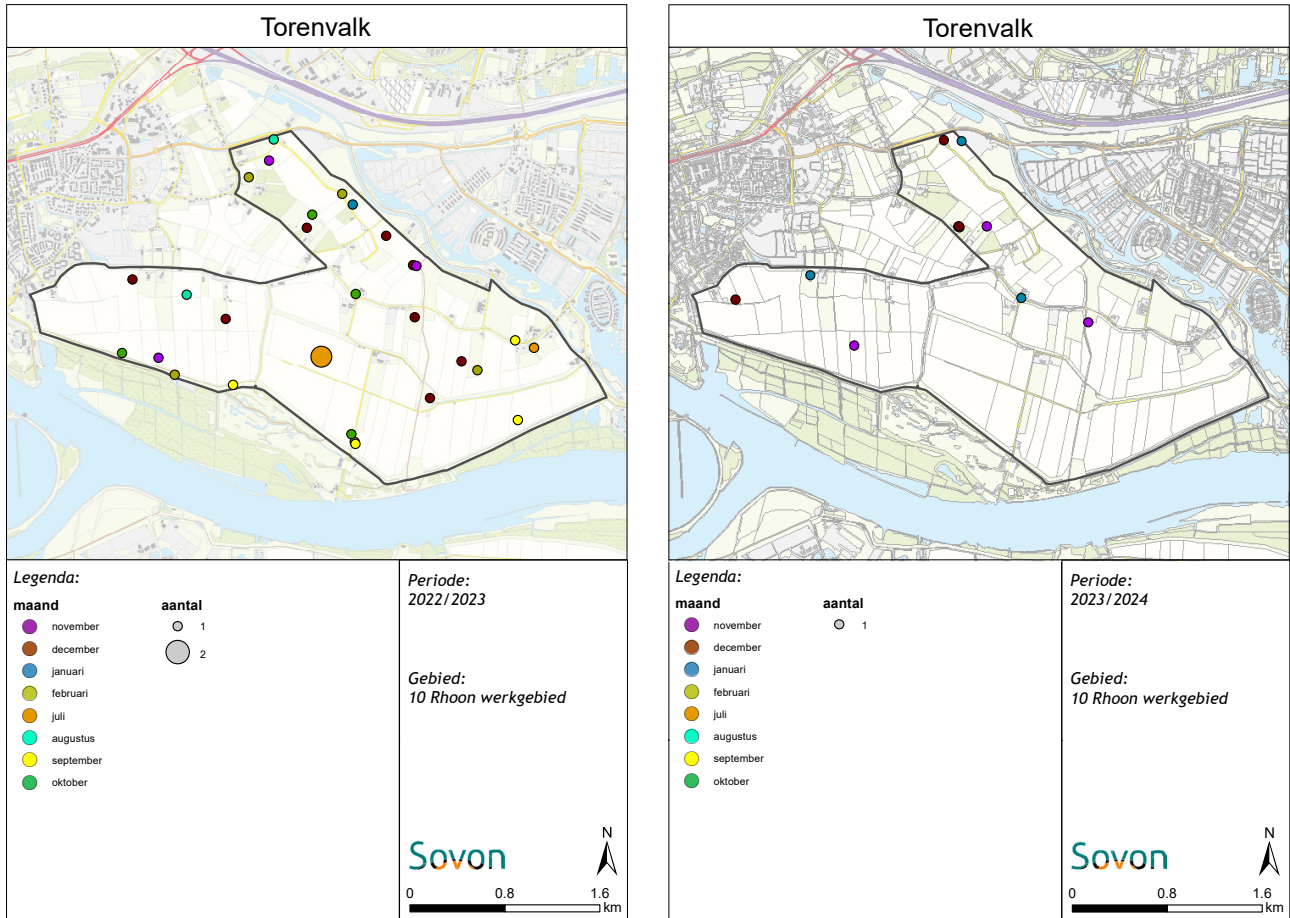 Torenvalk
Legenda:
maand
november
december
januari
februari
juli
augustus
september
oktober
aantal
1
2
Periode:
2022/2023
Gebied:
10 Rhoon werkgebied
Sovon
N
0 0.8 1.6
km
Torenvalk
Legenda:
maand
november
december
januari
februari
juli
augustus
september
oktober
aantal
1
Periode:
2023/2024
Gebied:
10 Rhoon werkgebied
Sovon
N
0 0.8 1.6
km